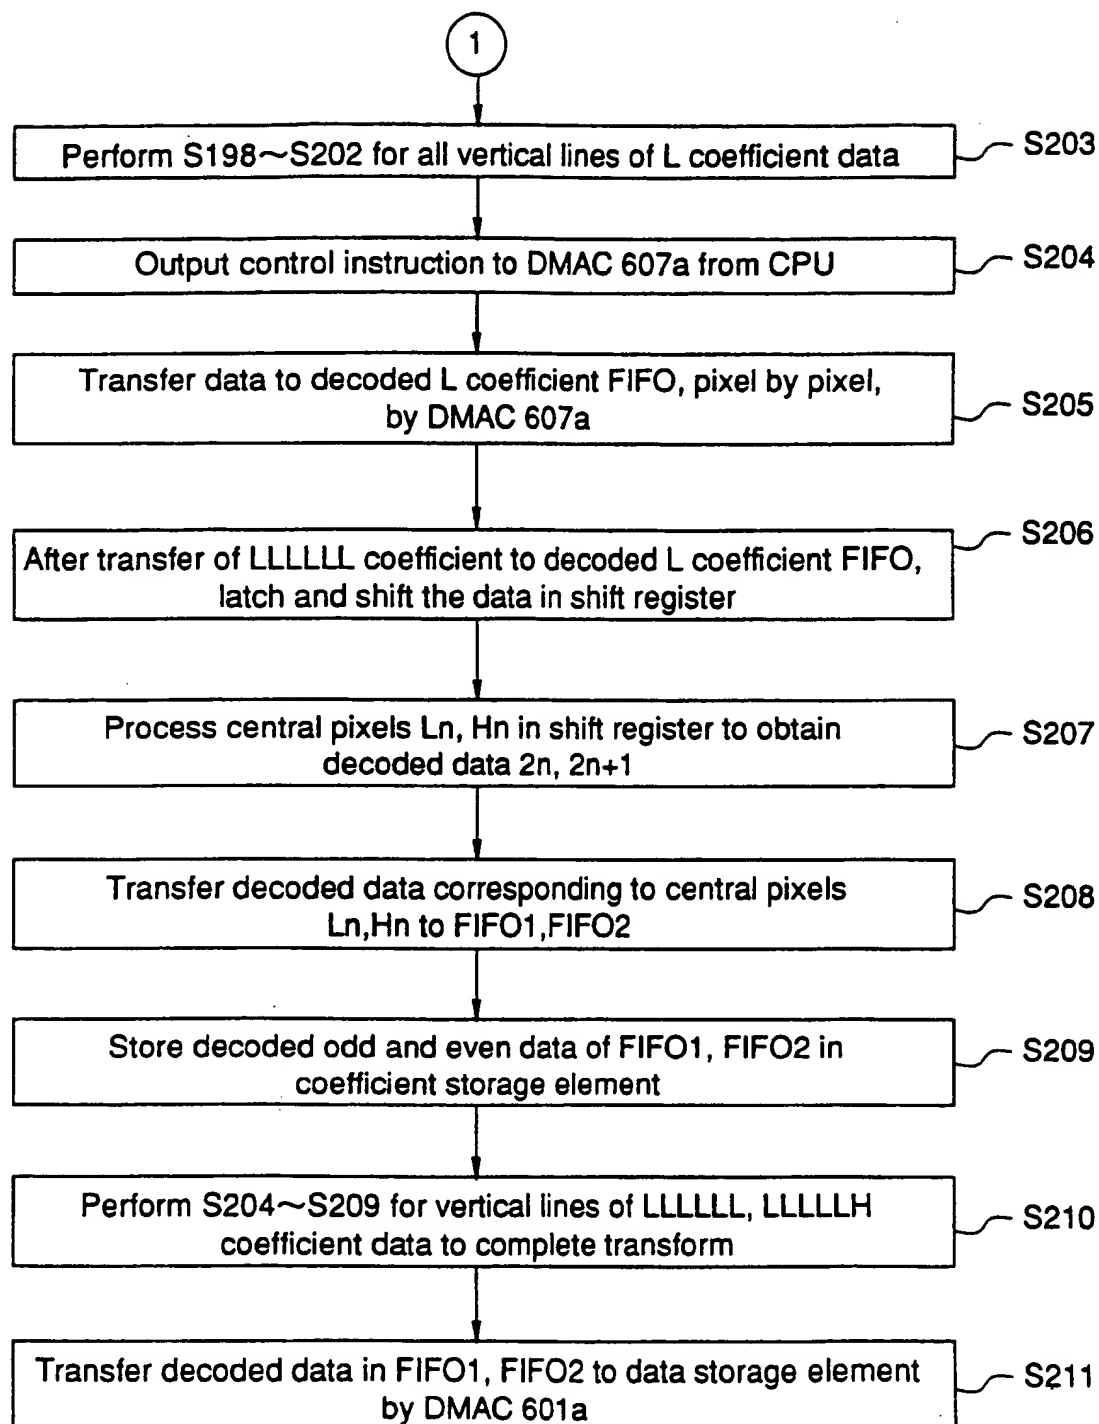 1
Perform S198~S202 for all vertical lines of L coefficient data
S203
Output control instruction to DMAC 607a from CPU
S204
Transfer data to decoded L coefficient FIFO, pixel by pixel,
by DMAC 607a
S205
After transfer of LLLLLL coefficient to decoded L coefficient FIFO,
latch and shift the data in shift register
S206
Process central pixels Ln, Hn in shift register to obtain
decoded data 2n, 2n+1
S207
Transfer decoded data corresponding to central pixels
Ln,Hn to FIFO1,FIFO2
S208
Store decoded odd and even data of FIFO1, FIFO2 in
coefficient storage element
S209
Perform S204~S209 for vertical lines of LLLLLL, LLLLLH
coefficient data to complete transform
S210
Transfer decoded data in FIFO1, FIFO2 to data storage element
by DMAC 601a
S211